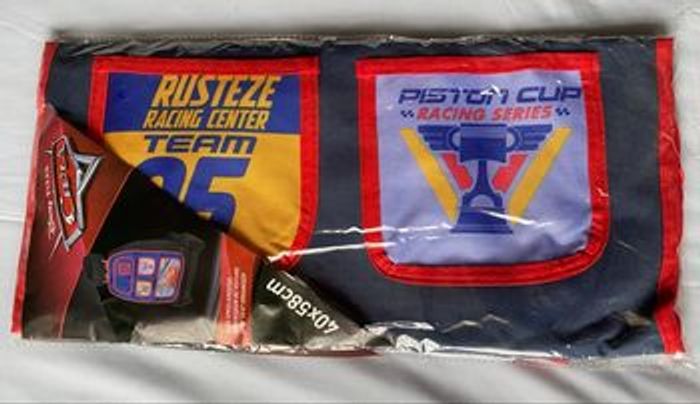 RUSTEZE
RACING CENTER
TEAM
95
PISTON CUP
RACING SERIES
40x58cm